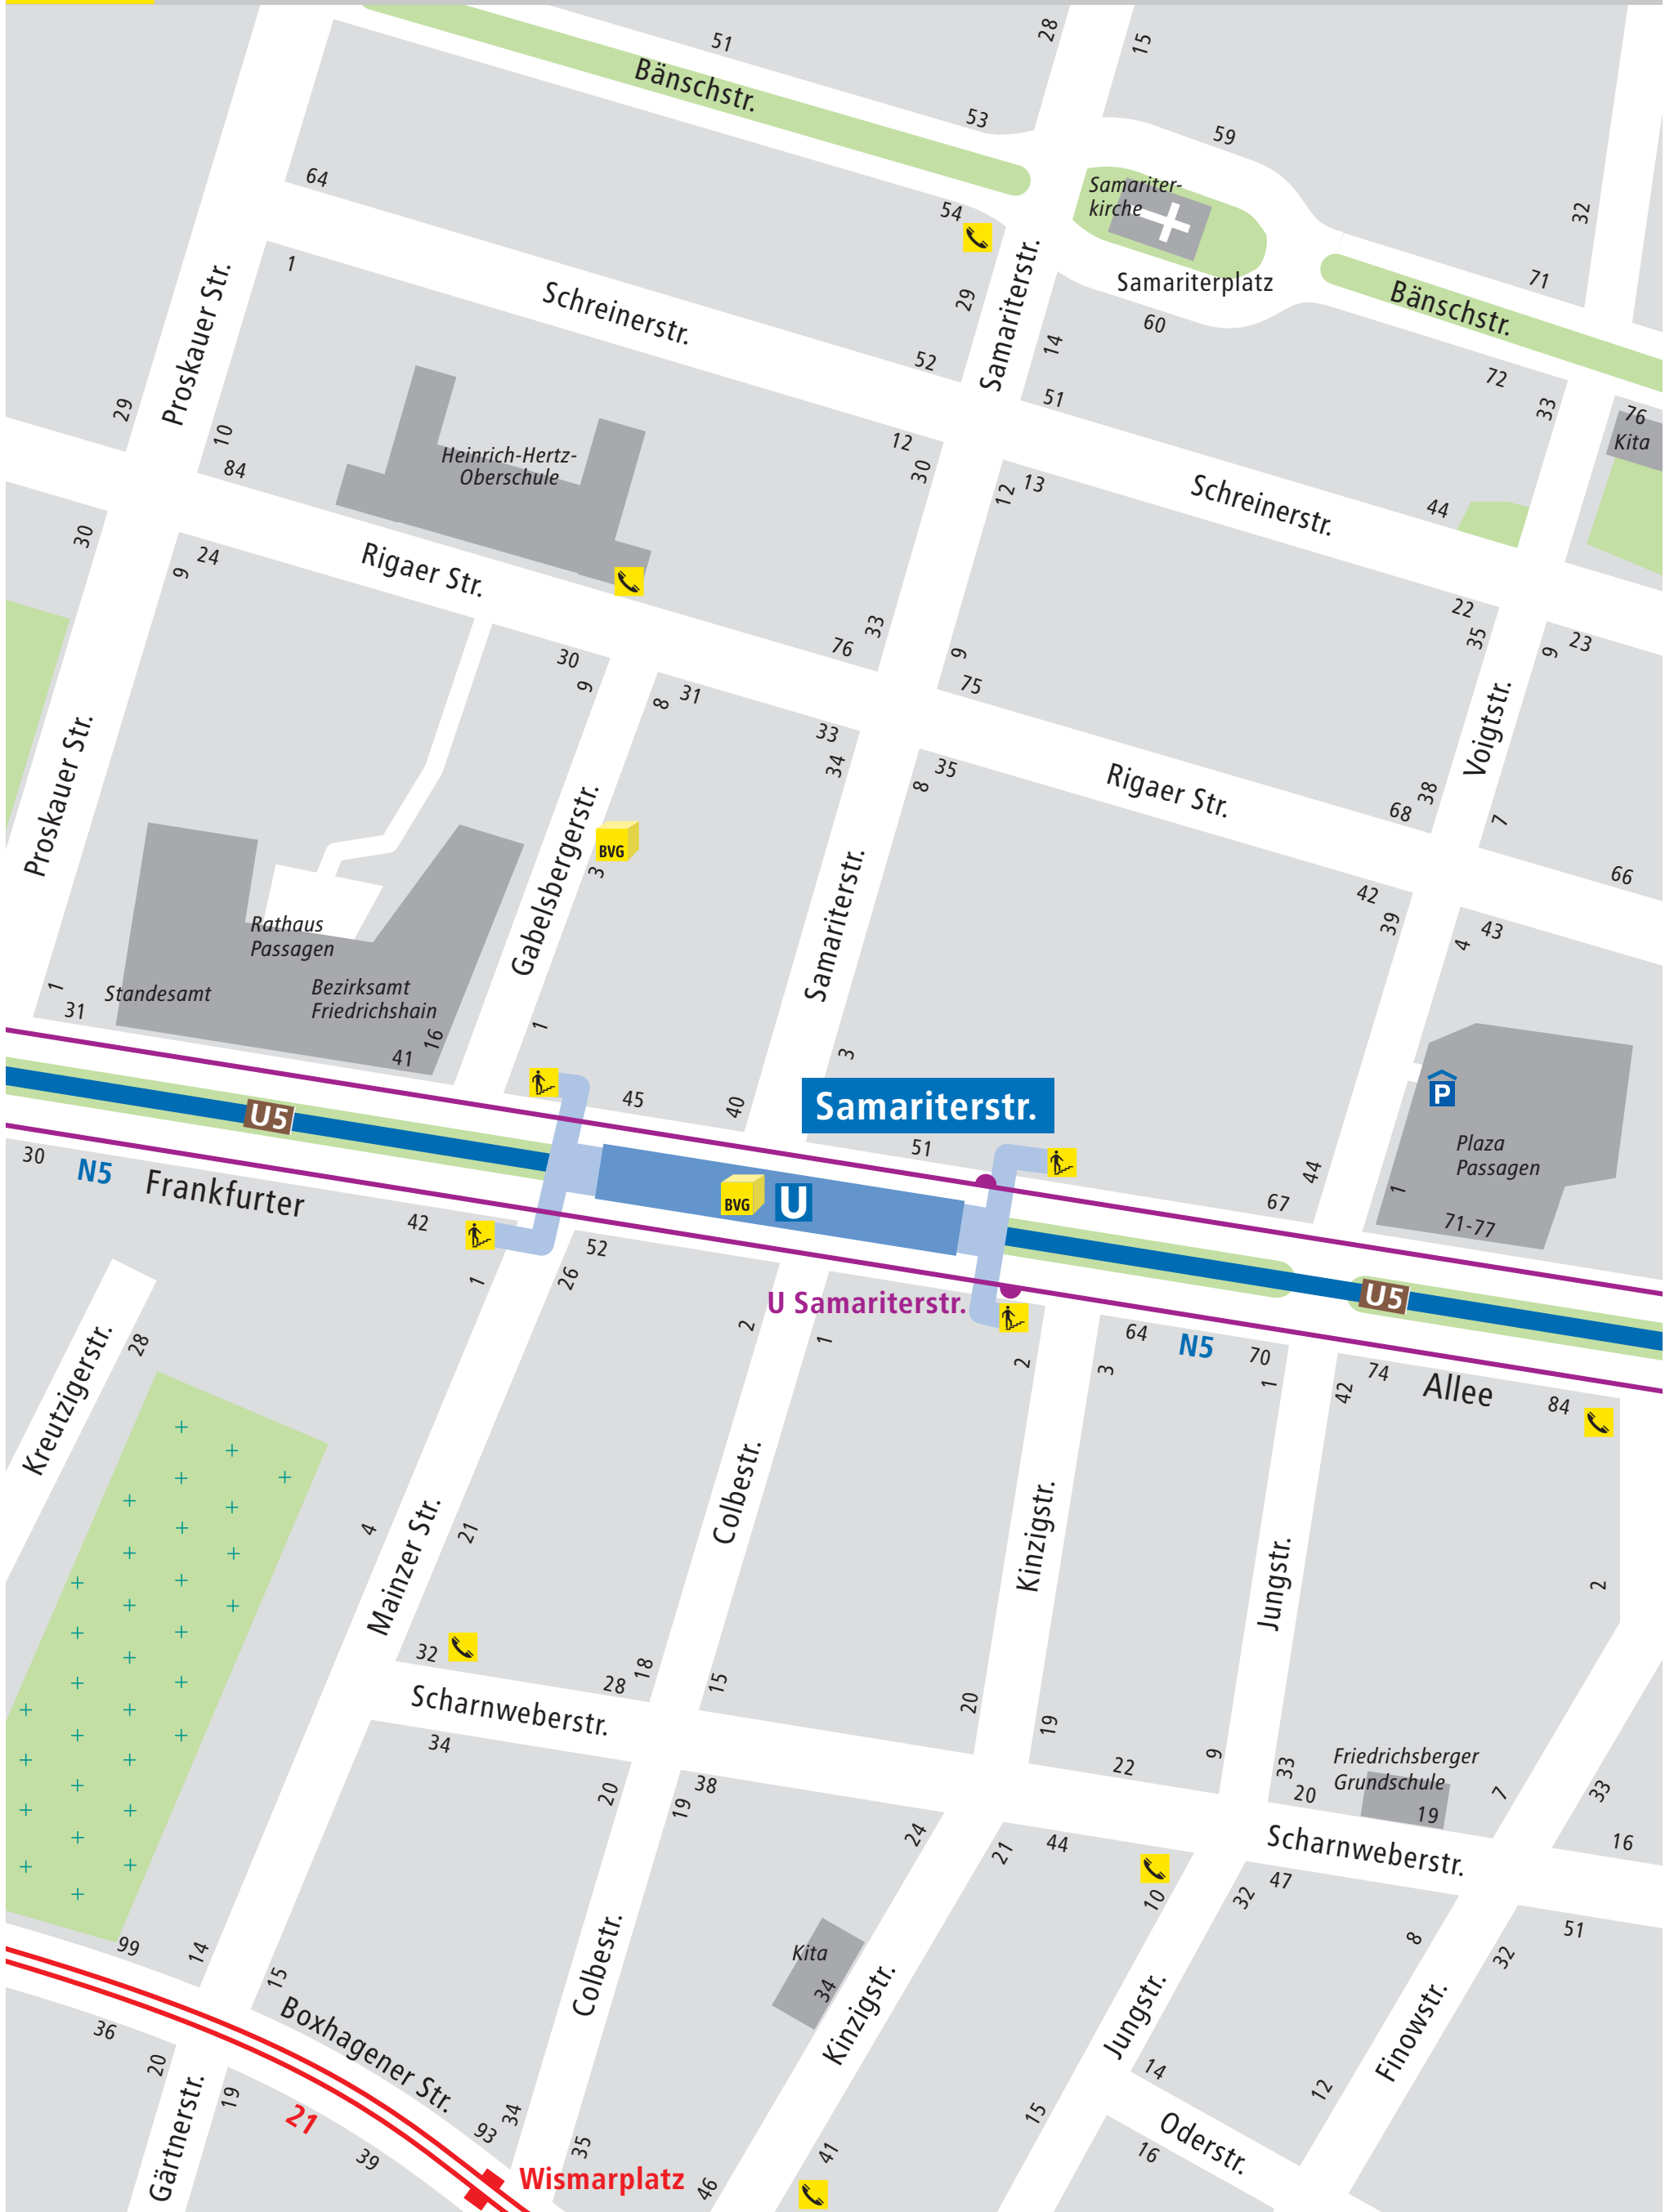 51
28
15
Bänschstr.
53
59
64
Samariter-
kirche
54
32
1
Samariterplatz
71
Schreinerstr.
29
Samariterstr.
Bänschstr.
60
14
Proskauer Str.
52
72
29
51
33
76
Kita
10
12
84
Heinrich-Hertz-
Oberschule
30
12
13
Schreinerstr.
44
30
24
9
Rigaer Str.
22
35
23
9
33
76
9
30
9
75
31
8
Proskauer Str.
33
34
35
8
Rigaer Str.
Voigtstr.
38
68
7
Gabelsbergerstr.
BVG
3
Samariterstr.
66
42
39
43
4
Rathaus
Passagen
Standesamt
Bezirksamt
Friedrichshain
1
31
16
41
1
3
45
40
Samariterstr.
P
U5
51
Plaza
Passagen
30
N5
Frankfurter
BVG
U
44
67
1
71-77
42
52
1
26
U5
U Samariterstr.
2
1
64
N5
70
74
Allee
84
2
3
1
42
28
Kreutzigerstr.
Colbestr.
Kinzigstr.
4
Mainzer Str.
21
Jungstr.
2
32
28
18
15
20
19
Scharnweberstr.
34
22
9
33
Friedrichsberger
Grundschule
20
19
7
33
20
38
19
24
21
44
Scharnweberstr.
16
47
10
32
51
99
14
15
Kita
34
Colbestr.
8
32
Kinzigstr.
Jungstr.
Finowstr.
Boxhagener Str.
36
20
19
Gärtnerstr.
21
39
93
34
35
14
12
15
Oderstr.
16
41
46
Wismarplatz